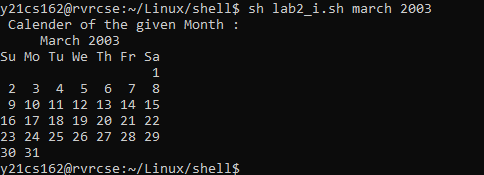 y21cs162@rvrcse:~/Linux/shell$ sh lab2_i.sh march 2003
 Calender of the given Month :
     March 2003
Su Mo Tu We Th Fr Sa
                   1
 2  3  4  5  6  7  8
 9 10 11 12 13 14 15
16 17 18 19 20 21 22
23 24 25 26 27 28 29
30 31
y21cs162@rvrcse:~/Linux/shell$